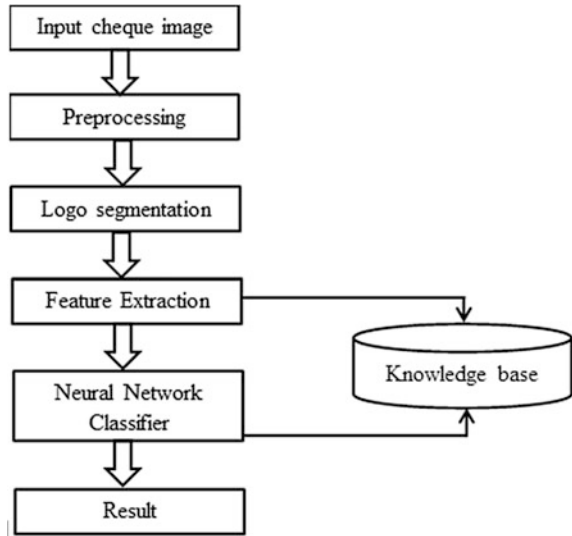 Input cheque image
Preprocessing
Logo segmentation
Feature Extraction
Knowledge base
Neural Network
Classifier
Result